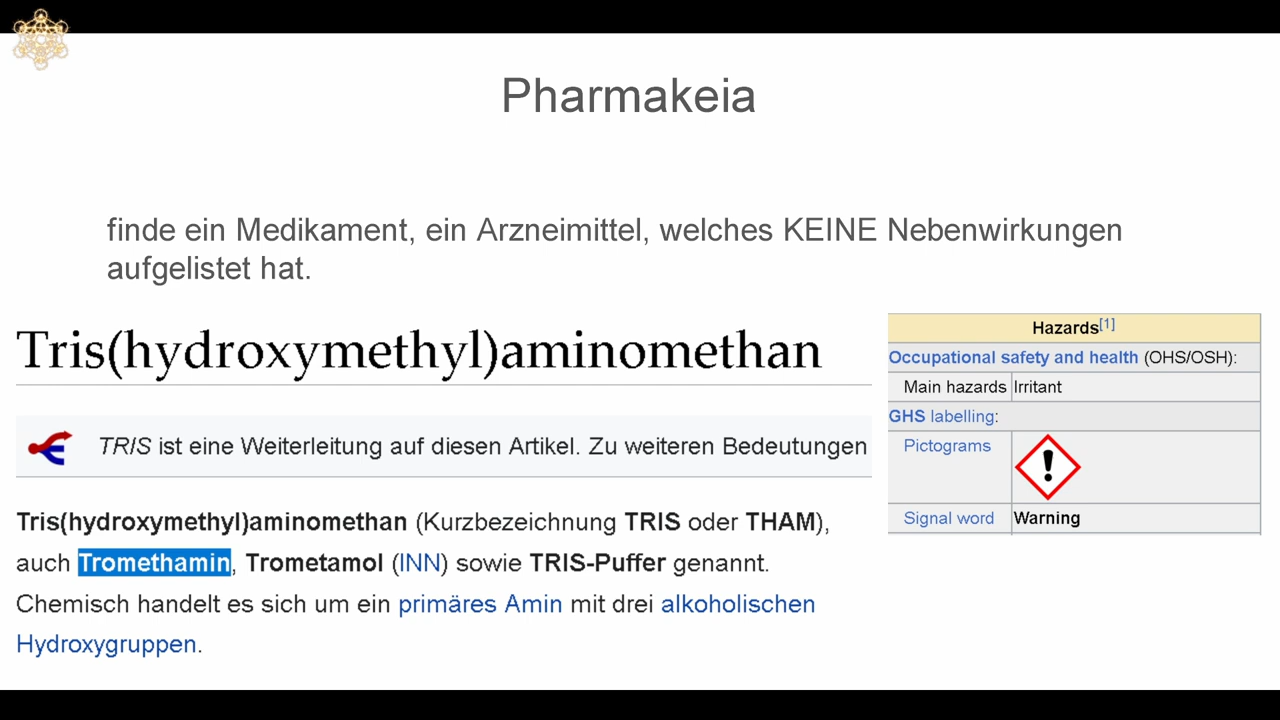 Pharmakeia
finde ein Medikament, ein Arzneimittel, welches KEINE Nebenwirkungen
aufgelistet hat.
Tris(hydroxymethyl)aminomethan
TRIS ist eine Weiterleitung auf diesen Artikel. Zu weiteren Bedeutungen
Tris(hydroxymethyl)aminomethan (Kurzbezeichnung TRIS oder THAM),
auch Tromethamin, Trometamol (INN) sowie TRIS-Puffer genannt.
Chemisch handelt es sich um ein primäres Amin mit drei alkoholischen
Hydroxygruppen.
Hazards[1]
Occupational safety and health (OHS/OSH):
Main hazards Irritant
GHS labelling:
Pictograms !
Signal word Warning